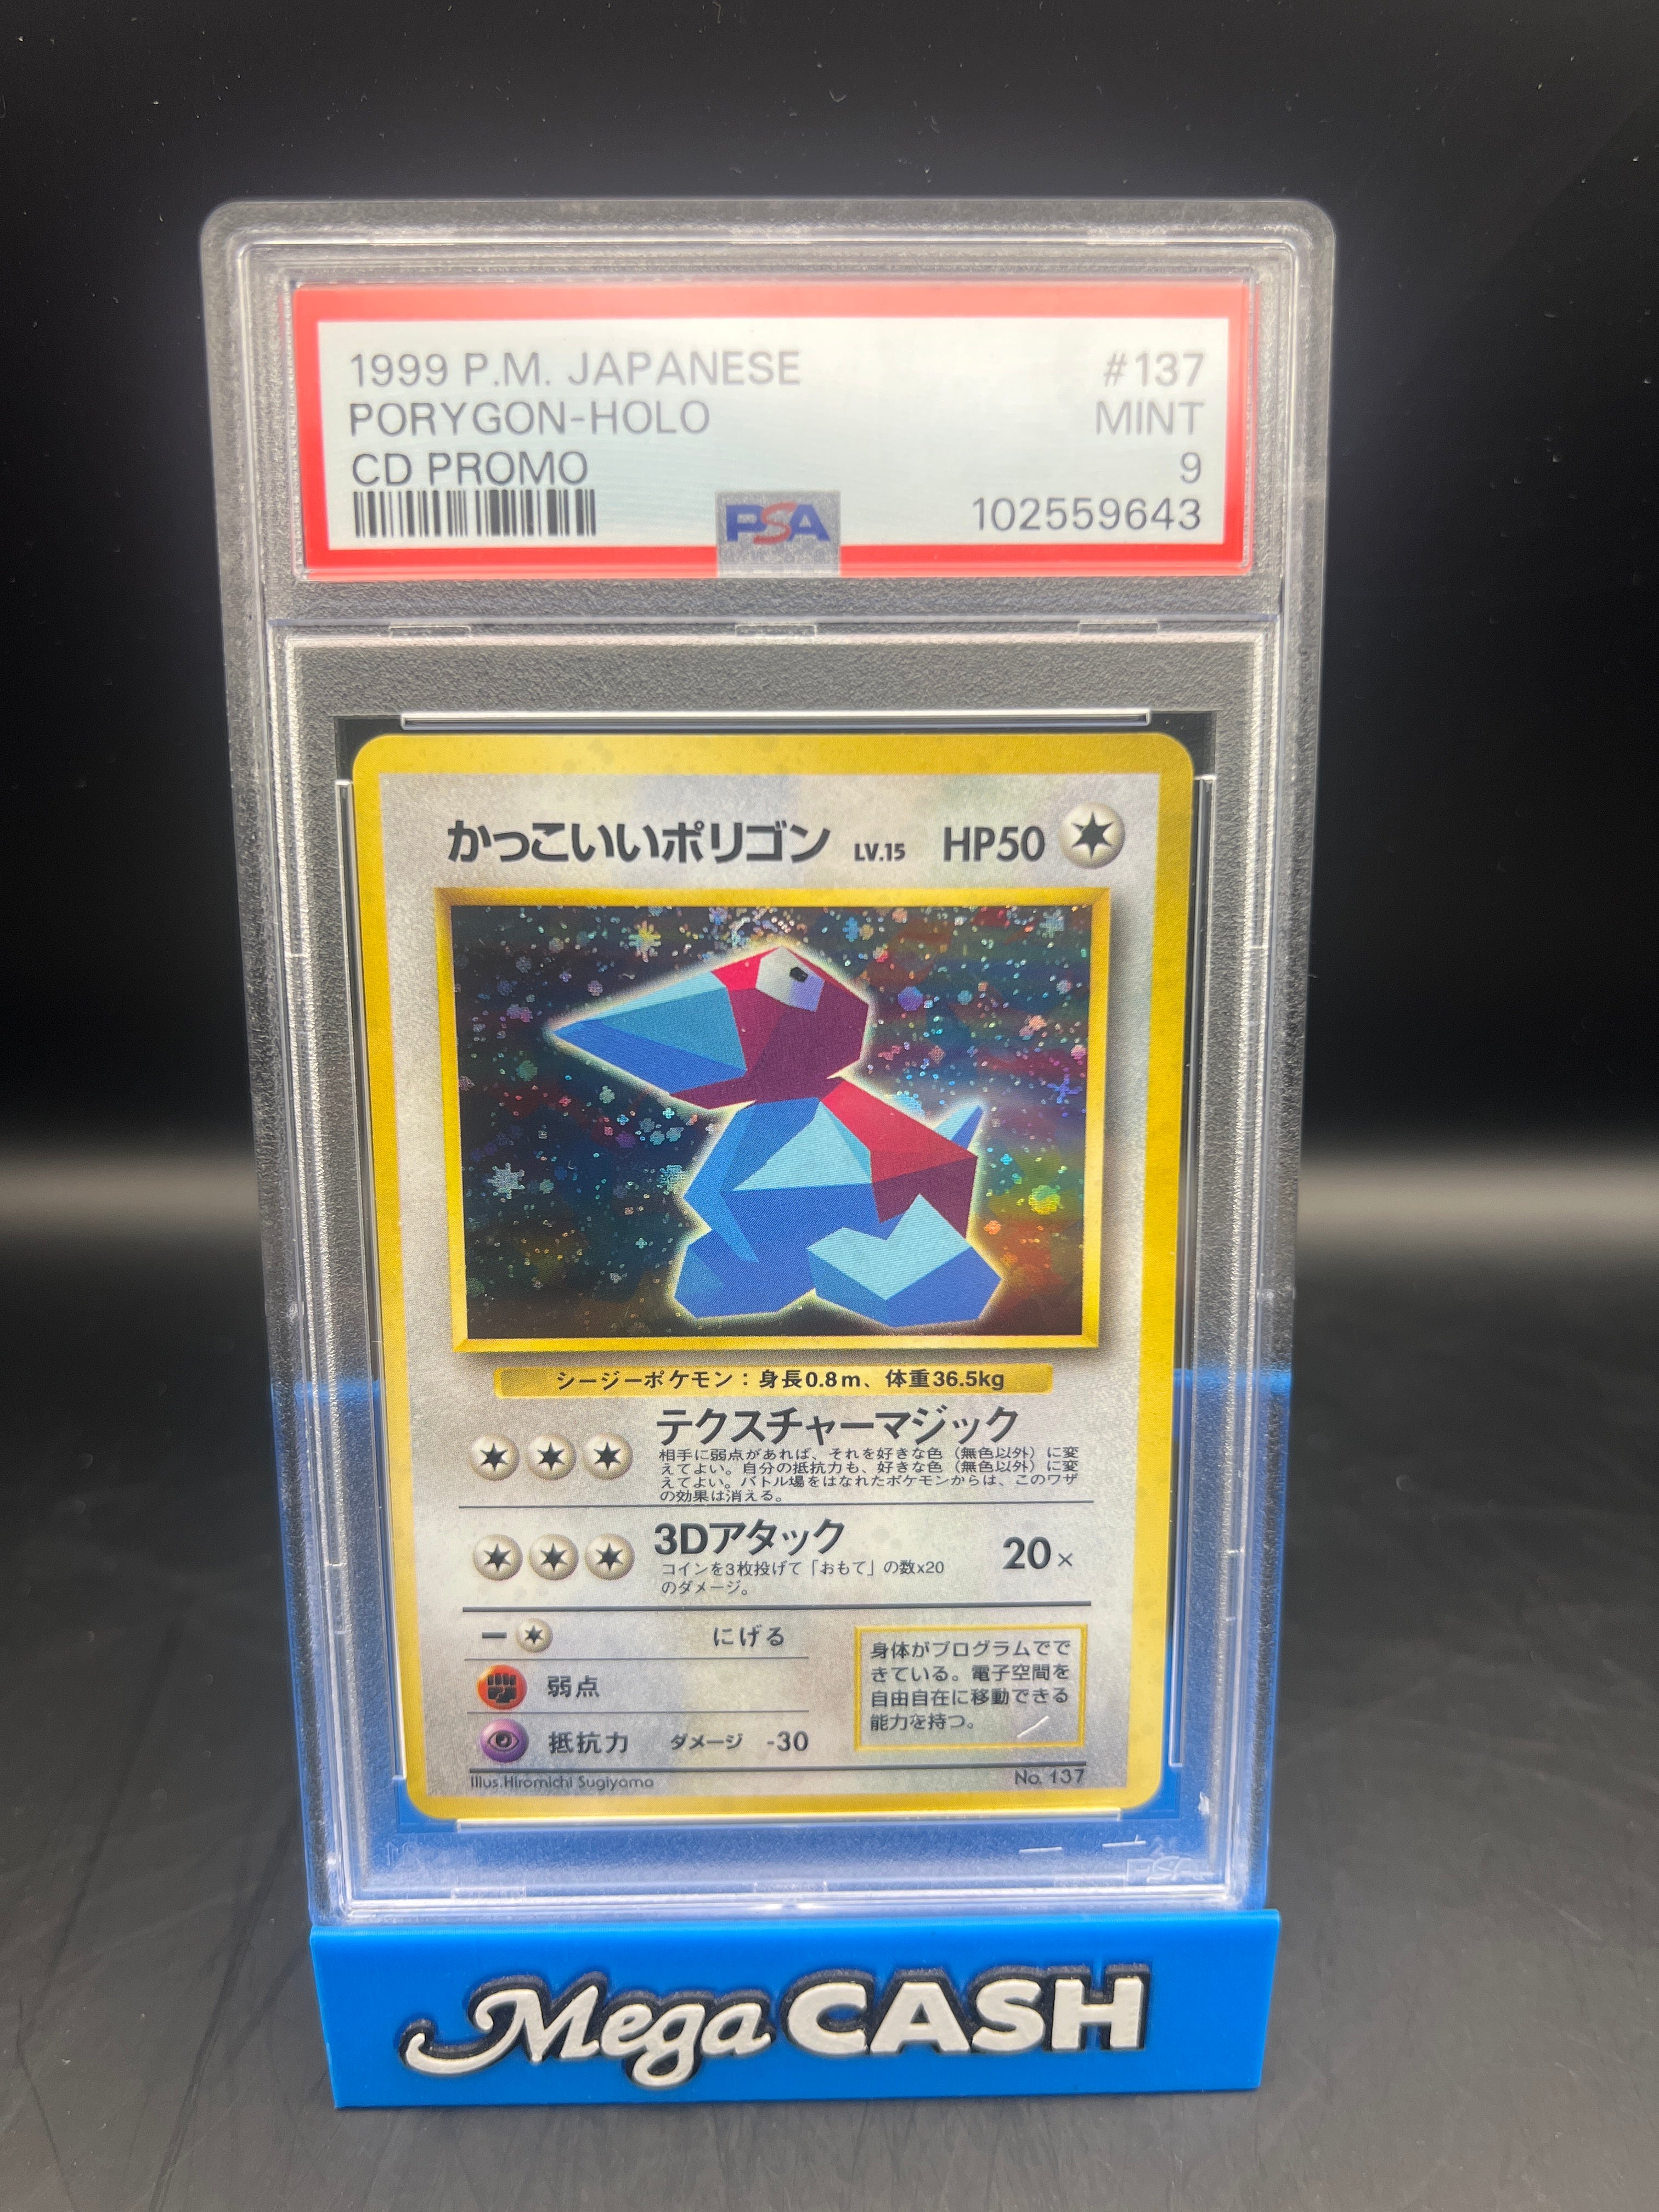 1999 P.M. JAPANESE #137
PORYGON-HOLO MINT
CD PROMO 9
PSA 102559643
かっこいいポリゴン LV.15 HP50
シージーポケモン：身長0.8m、体重36.5kg
テクスチャーマジック
相手に弱点があれば、それを好きな色（無色以外）に変
えてよい。自分の抵抗力も、好きな色（無色以外）に変
えてよい。バトル場をはなれたポケモンからは、このワザ
の効果は消える。
3Dアタック 20×
コインを3枚投げて「おもて」の数x20
のダメージ。
にげる
弱点
抵抗力 ダメージ -30
身体がプログラムでで
きている。電子空間を
自由自在に移動できる
能力を持つ。
Illus.Hiromichi Sugiyama No. 137
PSA
Mega CASH